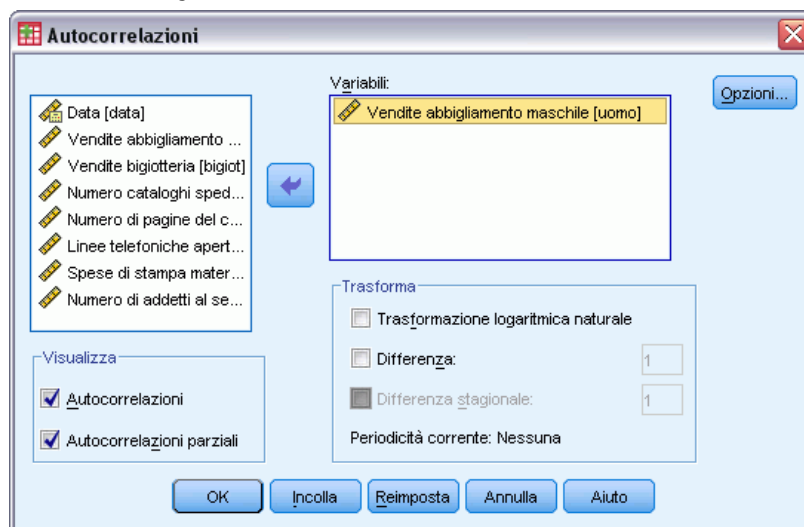 Autocorrelazioni
Data [data]
Vendite abbigliamento ...
Vendite bigiotteria [bigiot]
Numero cataloghi sped...
Numero di pagine del c...
Linee telefoniche apert...
Spese di stampa mater...
Numero di addetti al se...
Variabili:
Vendite abbigliamento maschile [uomo]
Opzioni...
Visualizza
Autocorrelazioni
Autocorrelazioni parziali
Trasforma
Trasformazione logaritmica naturale
Differenza: 1
Differenza stagionale: 1
Periodicità corrente: Nessuna
OK Incolla Reimposta Annulla Aiuto